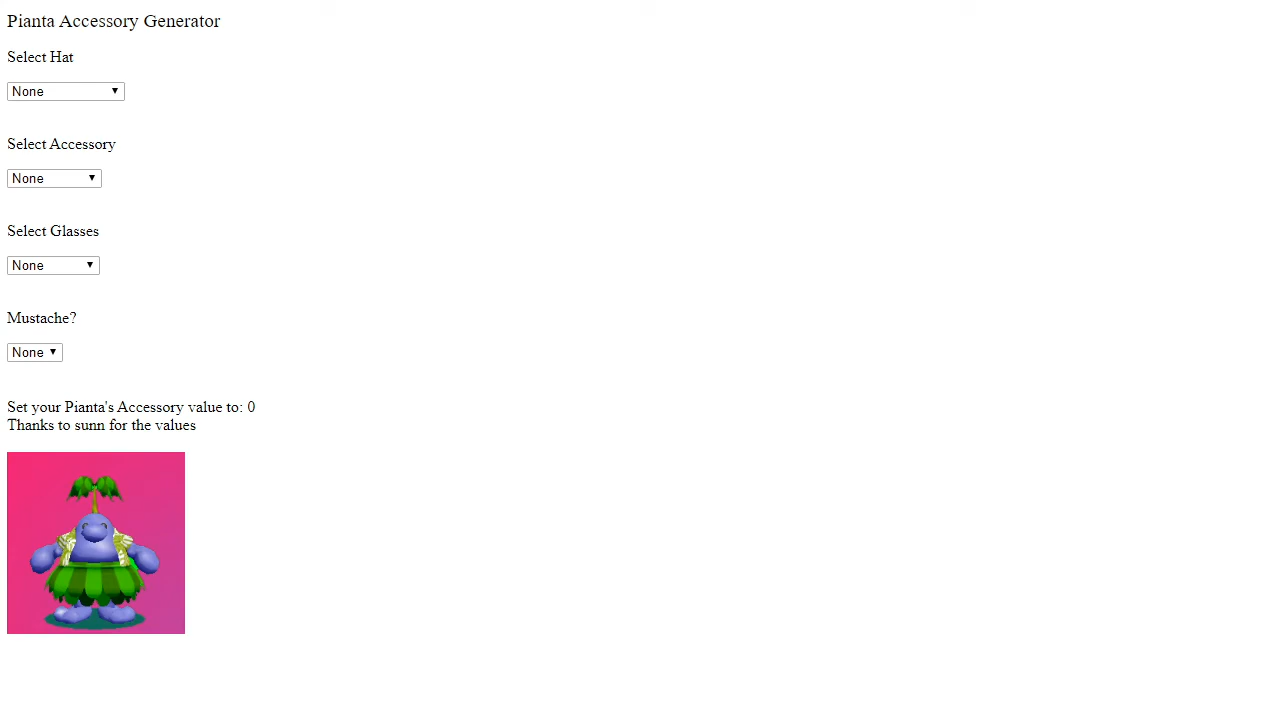 Pianta Accessory Generator
Select Hat
None
Select Accessory
None
Select Glasses
None
Mustache?
None
Set your Pianta's Accessory value to: 0
Thanks to sunn for the values